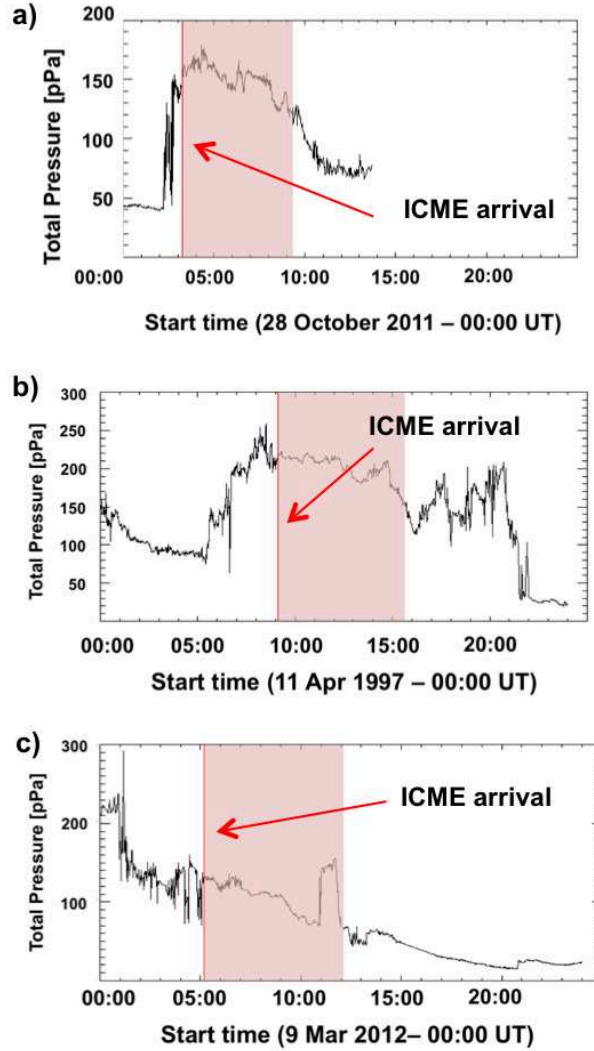 a)
200
150
100
50
Total Pressure [pPa]
ICME arrival
00:00 05:00 10:00 15:00 20:00
Start time (28 October 2011 – 00:00 UT)
b)
300
250
200
150
100
50
Total Pressure [pPa]
ICME arrival
00:00 05:00 10:00 15:00 20:00
Start time (11 Apr 1997 – 00:00 UT)
c)
300
200
100
Total Pressure [pPa]
ICME arrival
00:00 05:00 10:00 15:00 20:00
Start time (9 Mar 2012– 00:00 UT)